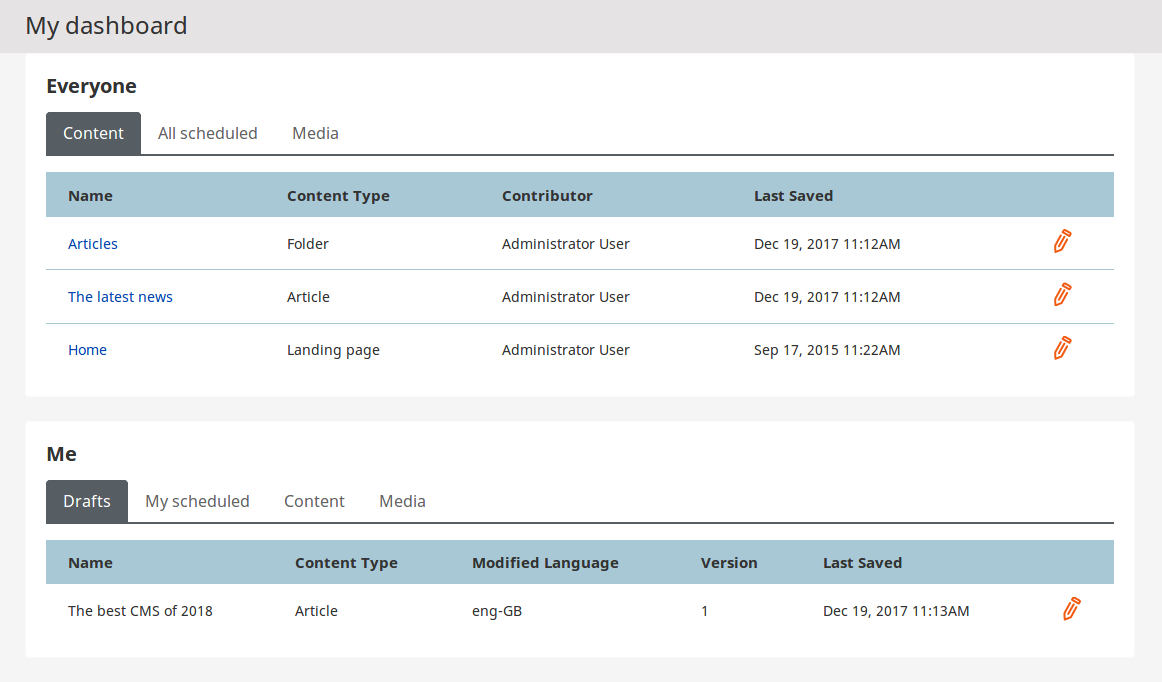 My dashboard
Everyone
Content All scheduled Media
Name Content Type Contributor Last Saved
Articles Folder Administrator User Dec 19, 2017 11:12AM
The latest news Article Administrator User Dec 19, 2017 11:12AM
Home Landing page Administrator User Sep 17, 2015 11:22AM
Me
Drafts My scheduled Content Media
Name Content Type Modified Language Version Last Saved
The best CMS of 2018 Article eng-GB 1 Dec 19, 2017 11:13AM